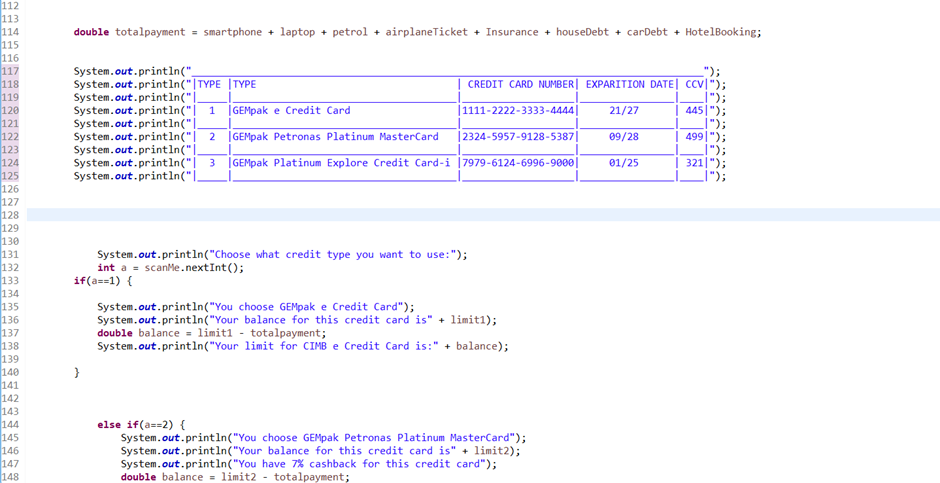 112
113
114 double totalpayment = smartphone + laptop + petrol + airplaneTicket + Insurance + houseDebt + carDebt + HotelBooking;
115
116
117 System.out.println("_______________________________________________________________________________________");
118 System.out.println("|TYPE |TYPE                                  | CREDIT CARD NUMBER| EXPARITION DATE| CCV|");
119 System.out.println("|_____|______________________________________|___________________|________________|____|");
120 System.out.println("|  1  |GEMpak e Credit Card                  |1111-2222-3333-4444|     21/27      | 445|");
121 System.out.println("|_____|______________________________________|___________________|________________|____|");
122 System.out.println("|  2  |GEMpak Petronas Platinum MasterCard   |2324-5957-9128-5387|     09/28      | 499|");
123 System.out.println("|_____|______________________________________|___________________|________________|____|");
124 System.out.println("|  3  |GEMpak Platinum Explore Credit Card-i |7979-6124-6996-9000|     01/25      | 321|");
125 System.out.println("|_____|______________________________________|___________________|________________|____|");
126
127
128
129
130
131 System.out.println("Choose what credit type you want to use:");
132 int a = scanMe.nextInt();
133 if(a==1) {
134
135 System.out.println("You choose GEMpak e Credit Card");
136 System.out.println("Your balance for this credit card is" + limit1);
137 double balance = limit1 - totalpayment;
138 System.out.println("Your limit for CIMB e Credit Card is:" + balance);
139
140 }
141
142
143
144 else if(a==2) {
145 System.out.println("You choose GEMpak Petronas Platinum MasterCard");
146 System.out.println("Your balance for this credit card is" + limit2);
147 System.out.println("You have 7% cashback for this credit card");
148 double balance = limit2 - totalpayment;